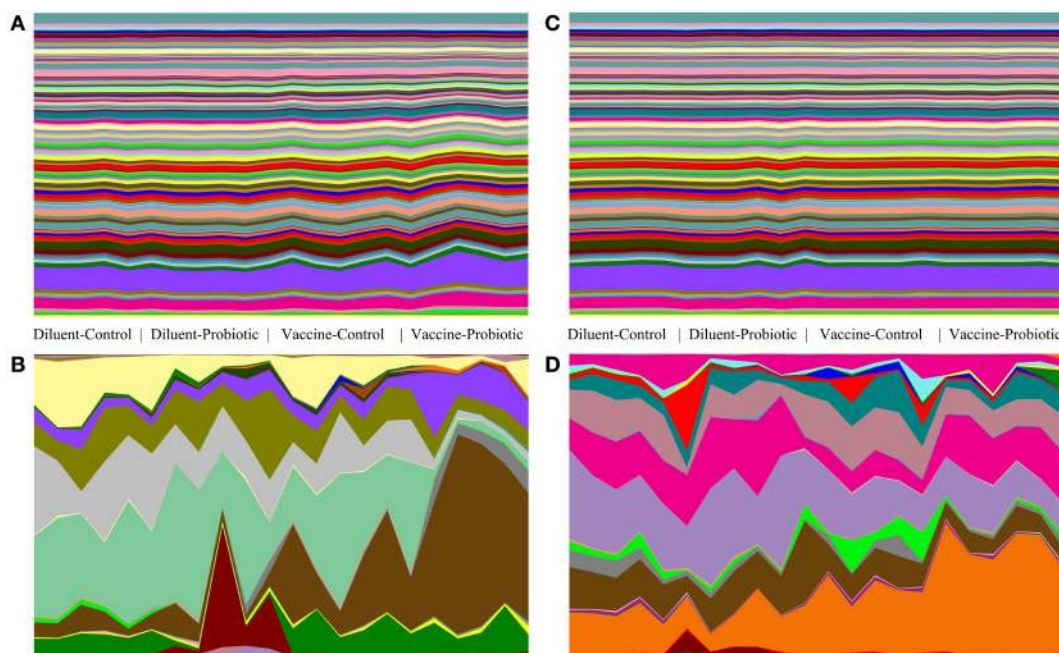 A
C
Diluent-Control | Diluent-Probiotic | Vaccine-Control | Vaccine-Probiotic
Diluent-Control | Diluent-Probiotic | Vaccine-Control | Vaccine-Probiotic
B
D